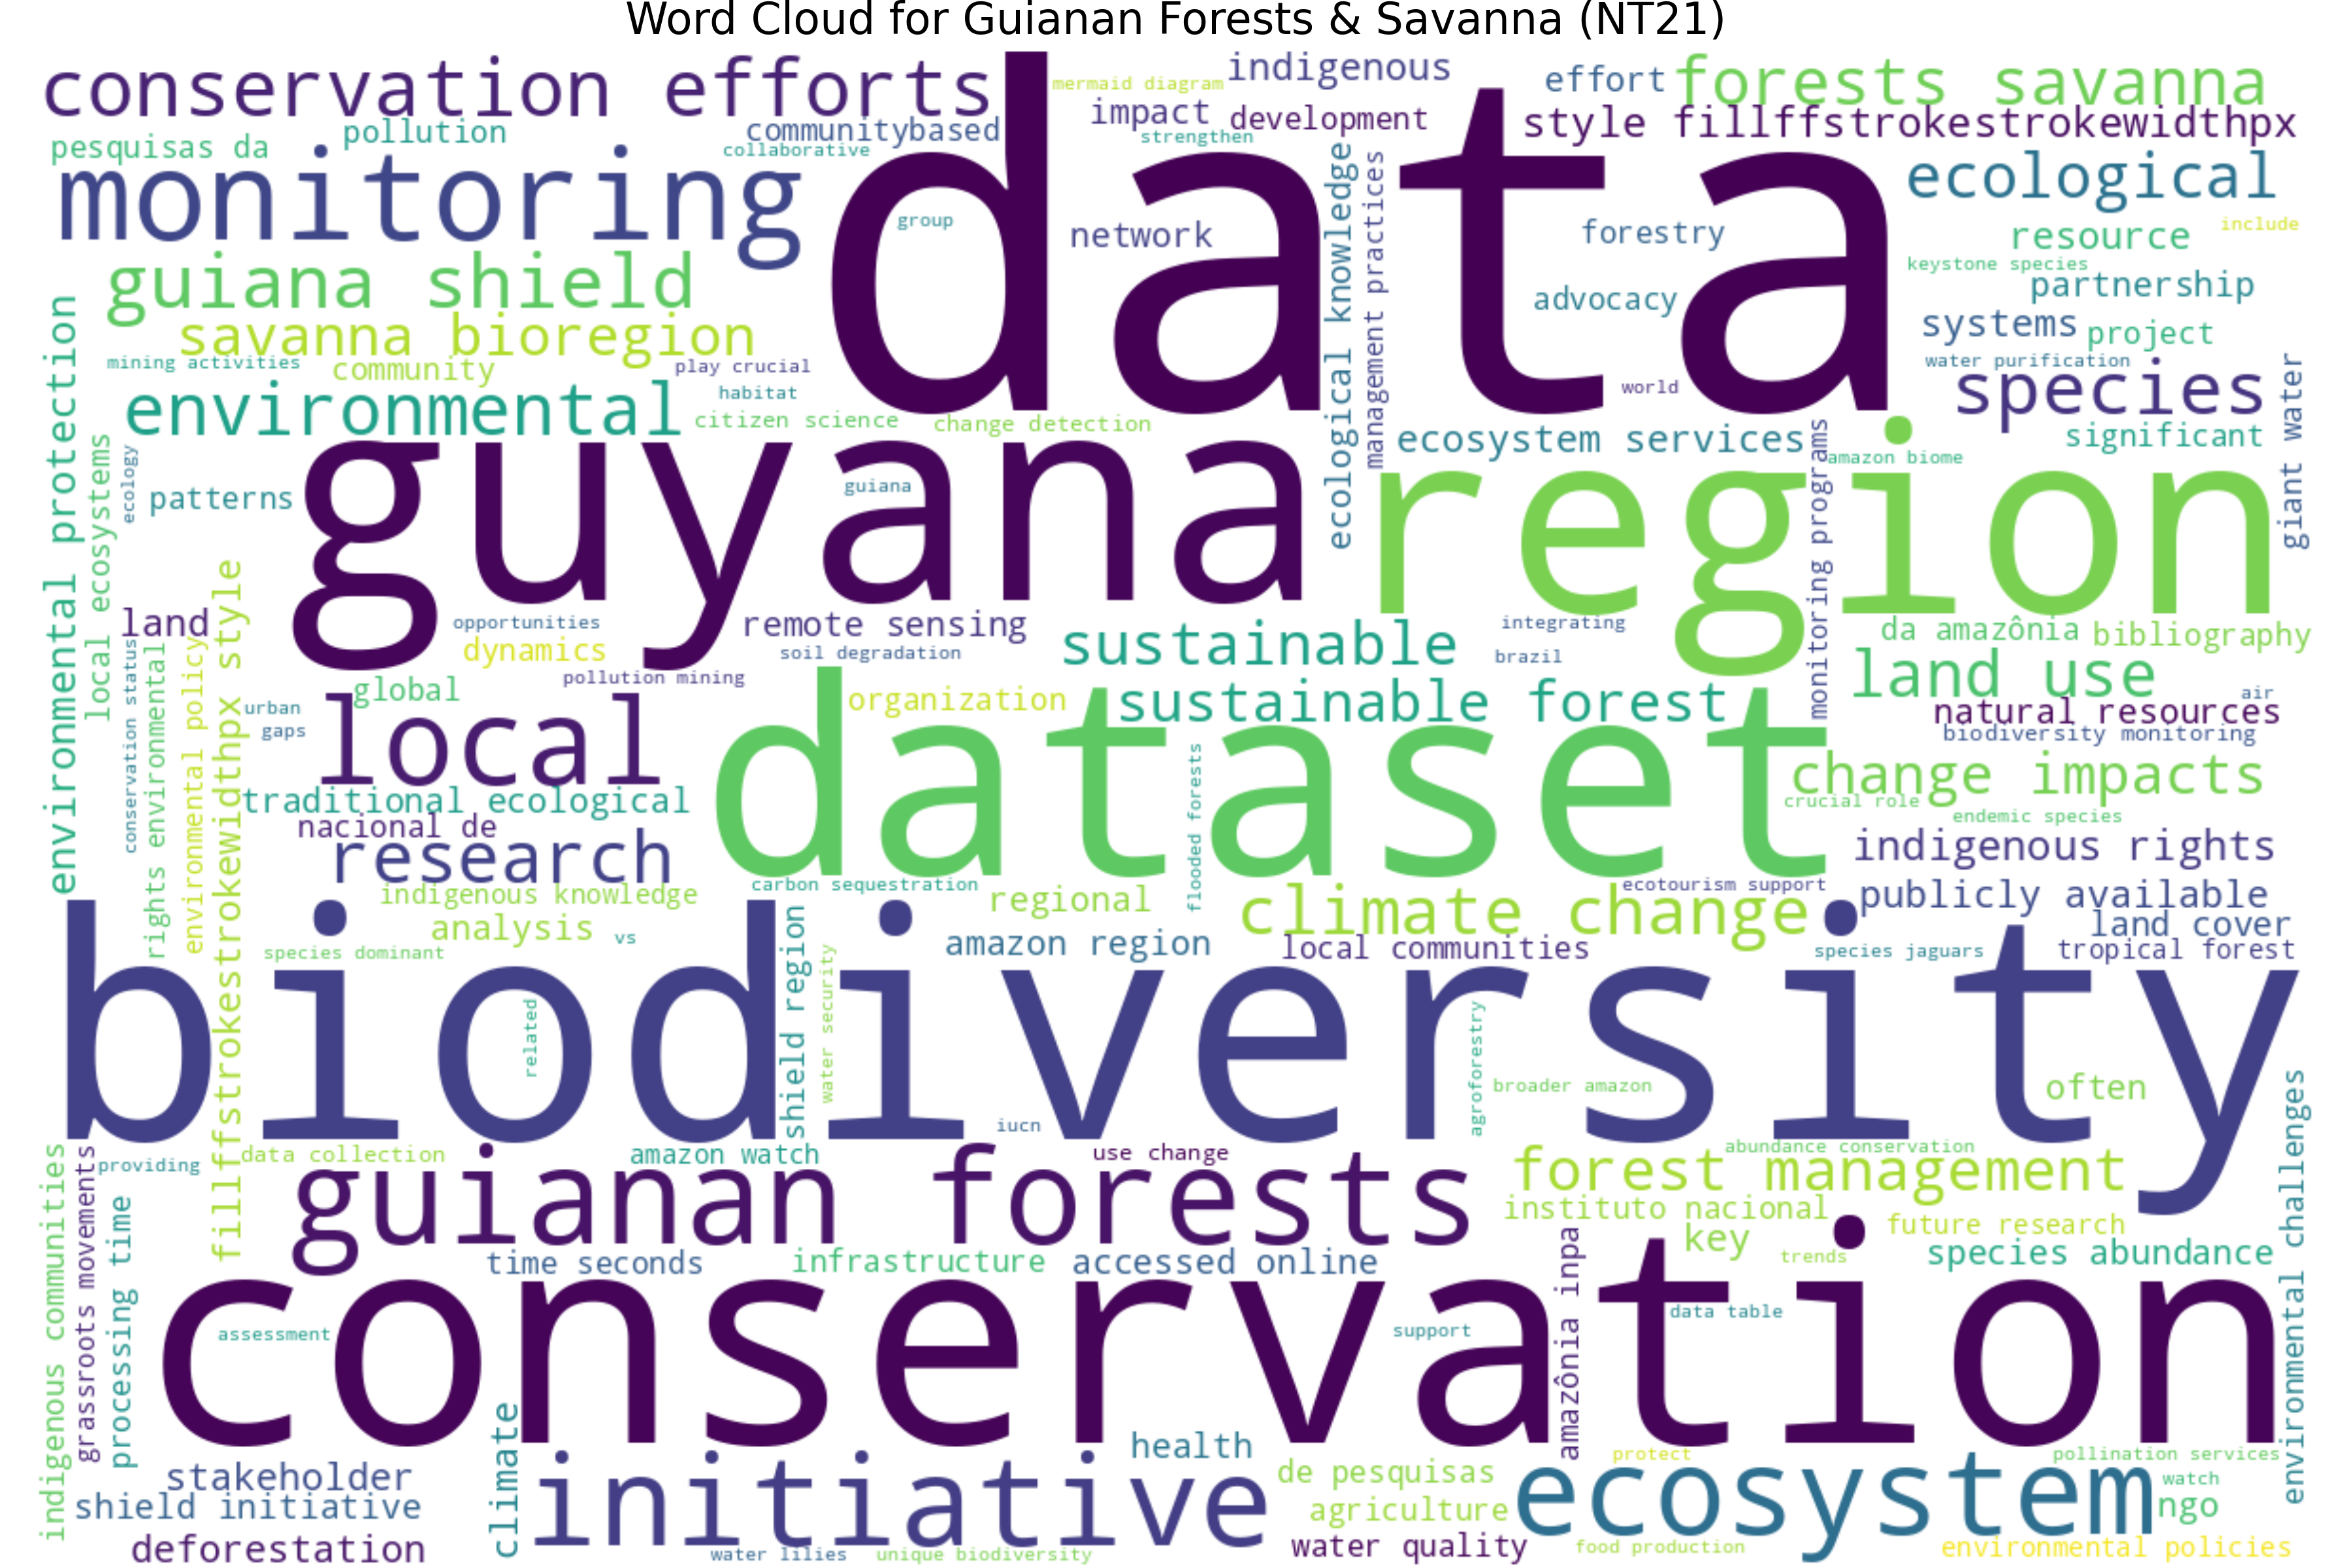 Word Cloud for Guianan Forests & Savanna (NT21)
conservation efforts
data
mermaid diagram
indigenous
effort
forests savanna
impact
development
style fillffstrokestrokewidthpx
pesquisas da
pollution
communitybased
collaborative
strengthen
monitoring
ecological
group
network
ecological knowledge
management practices
forestry
resource
include
keystone species
guiana shield
advocacy
partnership
savanna bioregion
systems
project
environmental protection
mining activities
community
play crucial
water purification
habitat
world
species
giant water
environmental
citizen science
change detection
ecosystem services
monitoring programs
significant
amazon biome
local ecosystems
ecology
patterns
guyana
guiana
region
land
opportunities
remote sensing
sustainable
integrating
da amazônia
bibliography
dynamics
soil degradation
brazil
land use
conservation status
rights environmental
environmental policy
fillffstrokestrokewidthpx style
pollution mining
global
organization
sustainable forest
air
urban
gaps
natural resources
biodiversity monitoring
local
dataset
flooded forests
change impacts
traditional ecological
crucial role
endemic species
nacional de
research
indigenous rights
indigenous knowledge
carbon sequestration
regional
ecotourism support
publicly available
climate change
analysis
vs
amazon region
local communities
land cover
species dominant
species jaguars
tropical forest
biodiversity
related
shield region
water security
agroforestry
broader amazon
often
iucn
environmental challenges
indigenous communities
grassroots movements
providing
data collection
amazon watch
use change
abundance conservation
guianan forests
forest management
processing time
instituto nacional
key
future research
trends
species abundance
time seconds
infrastructure
accessed online
amazônia inpa
conservation
assessment
support
data table
climate
health
protect
pollination services
stakeholder
initiative
de pesquisas
ecosystem
watch
shield initiative
agriculture
ngo
deforestation
water lilies
unique biodiversity
water quality
food production
environmental policies